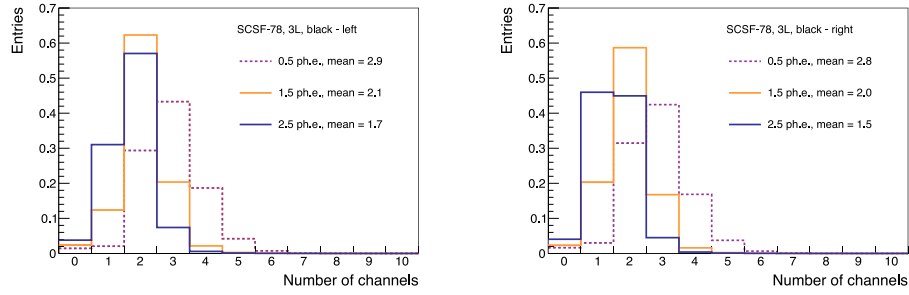 Entries
0.7
0.6
0.5
0.4
0.3
0.2
0.1
0
SCSF-78, 3L, black - left
0.5 ph.e., mean = 2.9
1.5 ph.e., mean = 2.1
2.5 ph.e., mean = 1.7
0 1 2 3 4 5 6 7 8 9 10
Number of channels
Entries
0.7
0.6
0.5
0.4
0.3
0.2
0.1
0
SCSF-78, 3L, black - right
0.5 ph.e., mean = 2.8
1.5 ph.e., mean = 2.0
2.5 ph.e., mean = 1.5
0 1 2 3 4 5 6 7 8 9 10
Number of channels